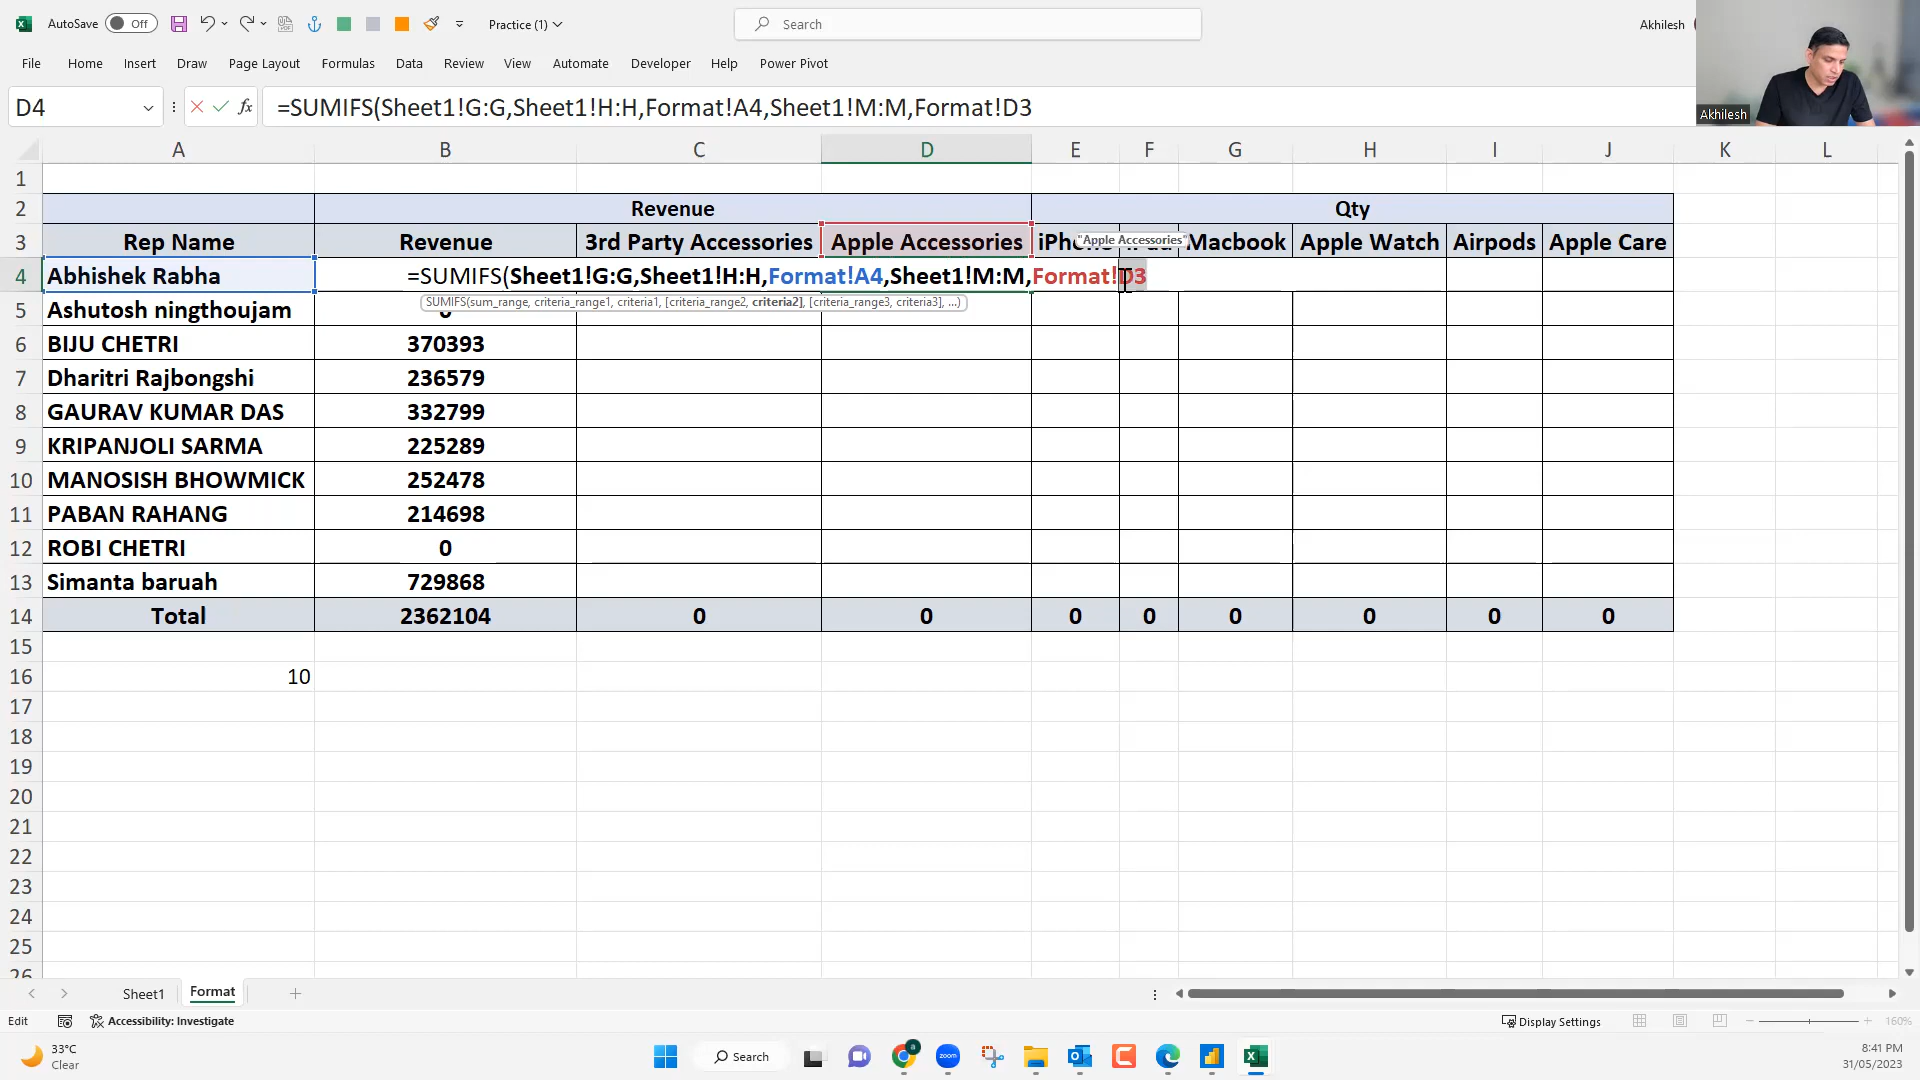 AutoSave Off Practice (1) Search Akhilesh
File Home Insert Draw Page Layout Formulas Data Review View Automate Developer Help Power Pivot
D4 fx =SUMIFS(Sheet1!G:G,Sheet1!H:H,Format!A4,Sheet1!M:M,Format!D3
Akhilesh
A B C D E F G H I J K L
1
2 Revenue Qty
3 Rep Name Revenue 3rd Party Accessories Apple Accessories "Apple Accessories" Macbook Apple Watch Airpods Apple Care
4 Abhishek Rabha =SUMIFS(Sheet1!G:G,Sheet1!H:H,Format!A4,Sheet1!M:M,Format!D3
SUMIFS(sum_range, criteria_range1, criteria1, [criteria_range2, criteria2], [criteria_range3, criteria3], ...)
5 Ashutosh ningthoujam 0
6 BIJU CHETRI 370393
7 Dharitri Rajbongshi 236579
8 GAURAV KUMAR DAS 332799
9 KRIPANJOLI SARMA 225289
10 MANOSISH BHOWMICK 252478
11 PABAN RAHANG 214698
12 ROBI CHETRI 0
13 Simanta baruah 729868
14 Total 2362104 0 0 0 0 0 0 0 0
15
16 10
17
18
19
20
21
22
23
24
25
26
Sheet1 Format
Edit Accessibility: Investigate Display Settings 160%
33°C
Clear
Search
zoom
8:41 PM
31/05/2023